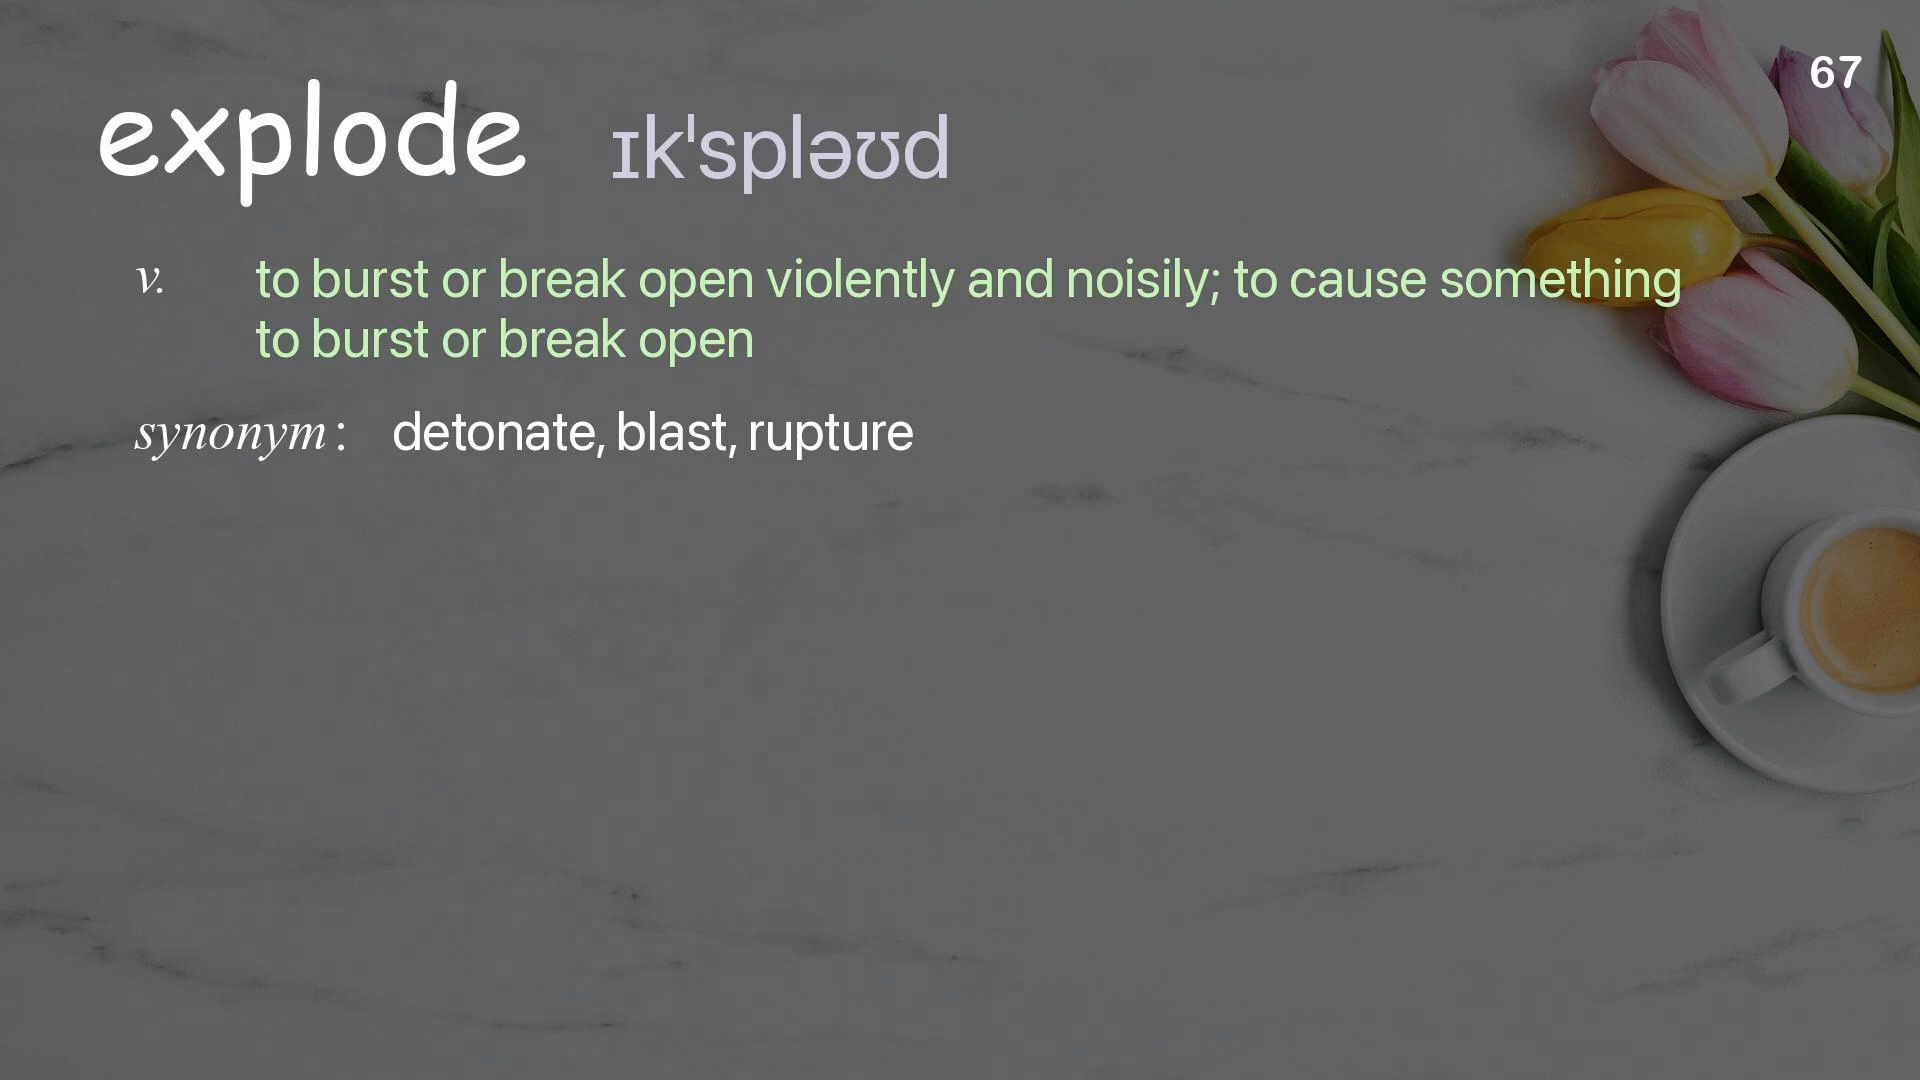 67
explode ɪk'spləʊd
v. to burst or break open violently and noisily; to cause something
to burst or break open
synonym: detonate, blast, rupture